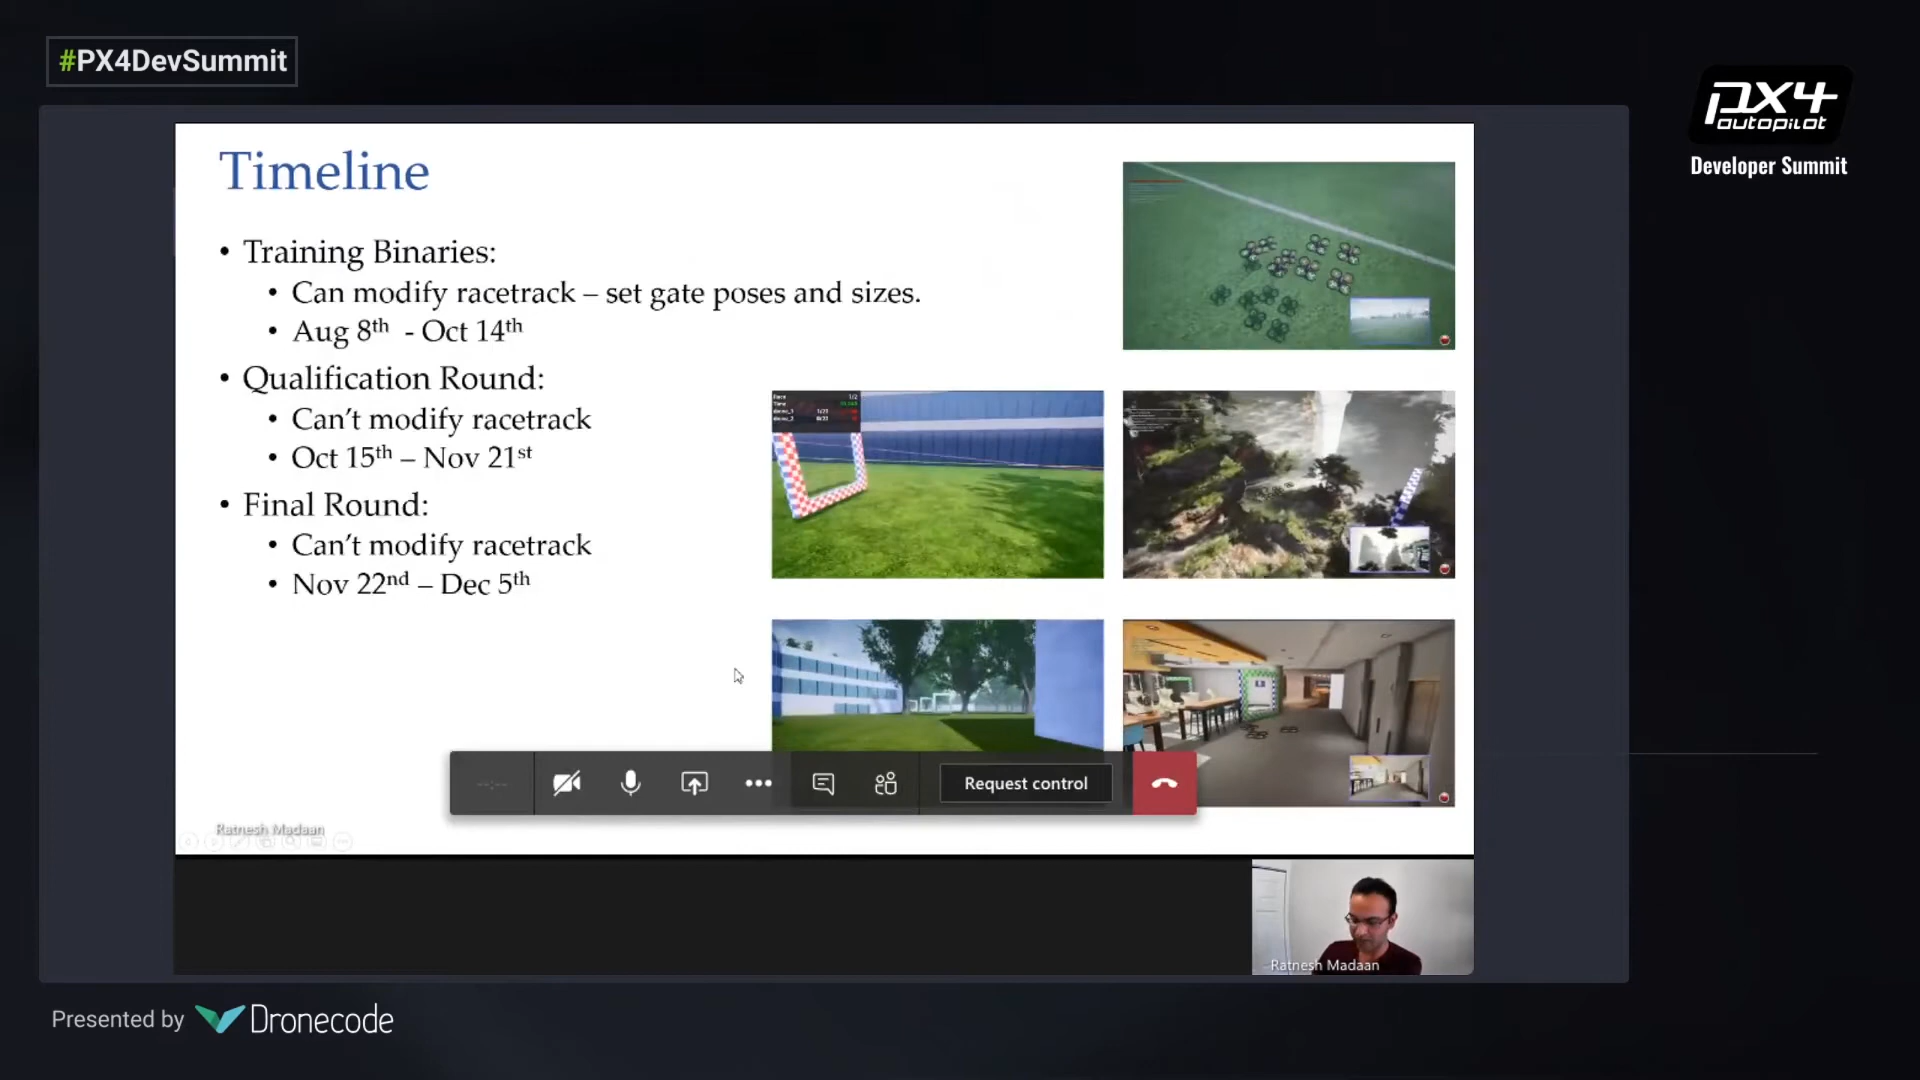 #PX4DevSummit
px4
autopilot
Developer Summit
Timeline
• Training Binaries:
• Can modify racetrack – set gate poses and sizes.
• Aug 8th - Oct 14th
• Qualification Round:
• Can’t modify racetrack
• Oct 15th – Nov 21st
• Final Round:
• Can’t modify racetrack
• Nov 22nd – Dec 5th
Request control
Ratnesh Madaan
Ratnesh Madaan
Presented by Dronecode